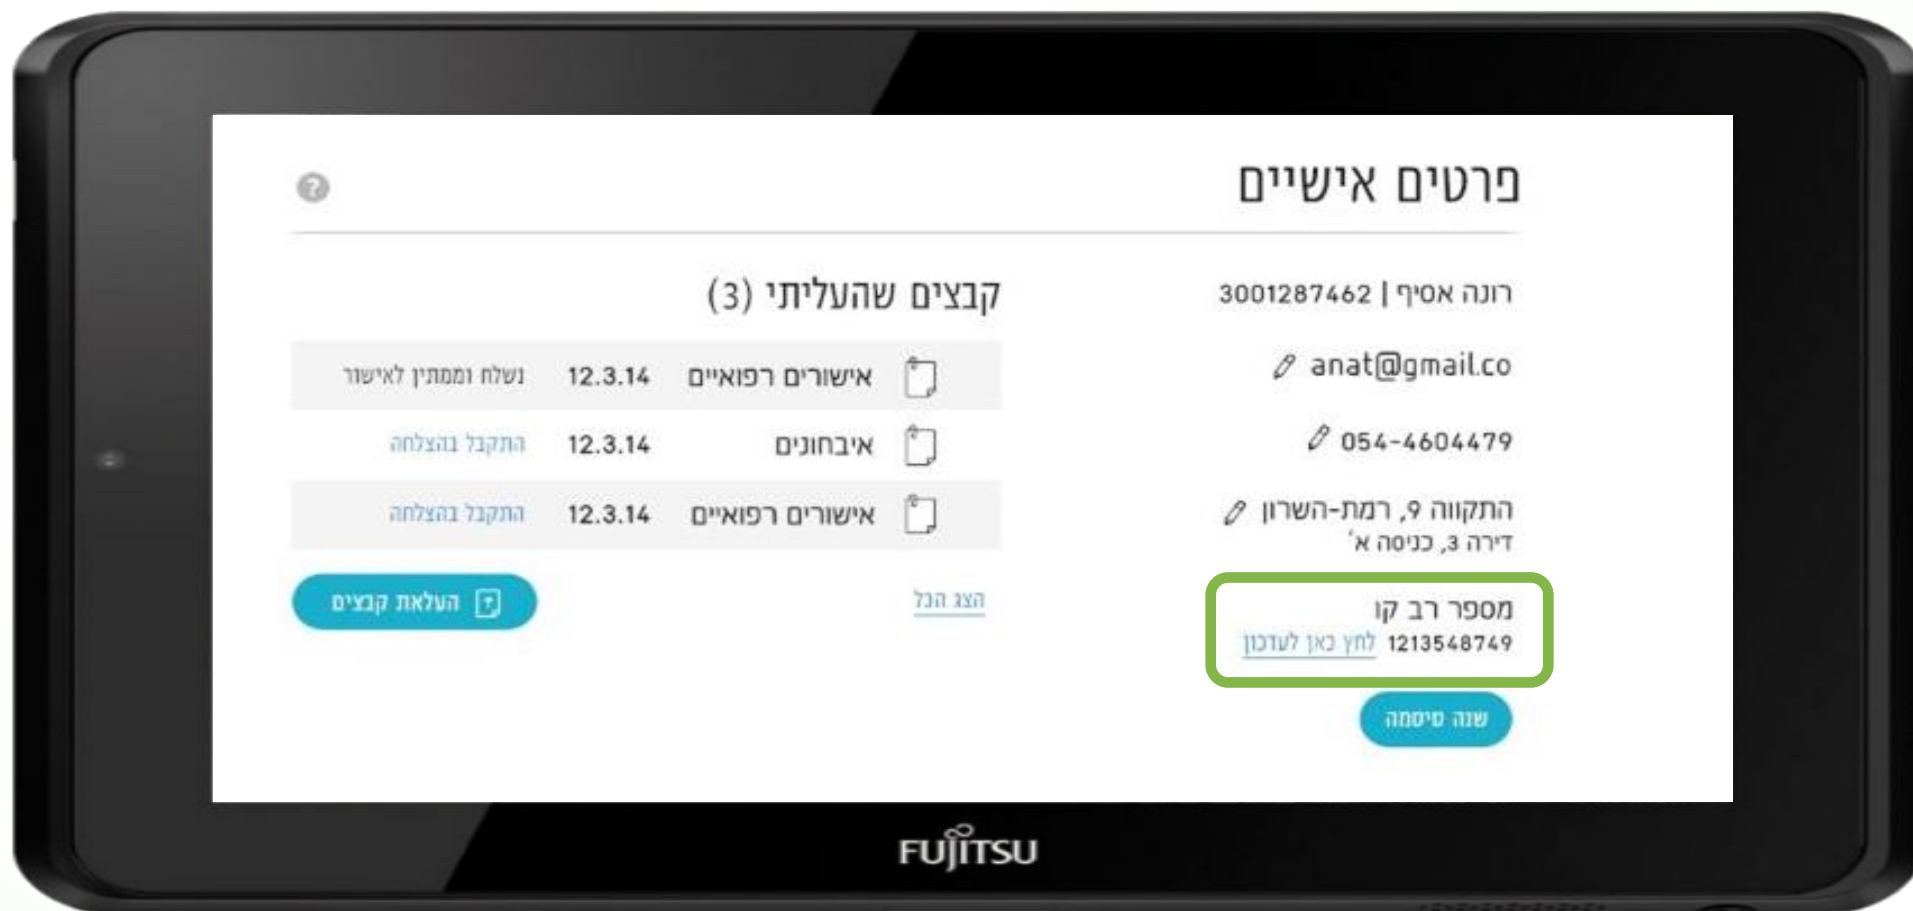 פרטים אישיים
?
רונה אסיף | 3001287462
anat@gmail.co
054-4604479
התקווה 9, רמת-השרון
דירה 3, כניסה א'
מספר רב קו
1213548749 לחץ כאן לעדכון
שנה סיסמה
קבצים שהעליתי (3)
אישורים רפואיים 12.3.14 נשלח וממתין לאישור
איבחונים 12.3.14 התקבל בהצלחה
אישורים רפואיים 12.3.14 התקבל בהצלחה
הצג הכל
העלאת קבצים
FUJITSU